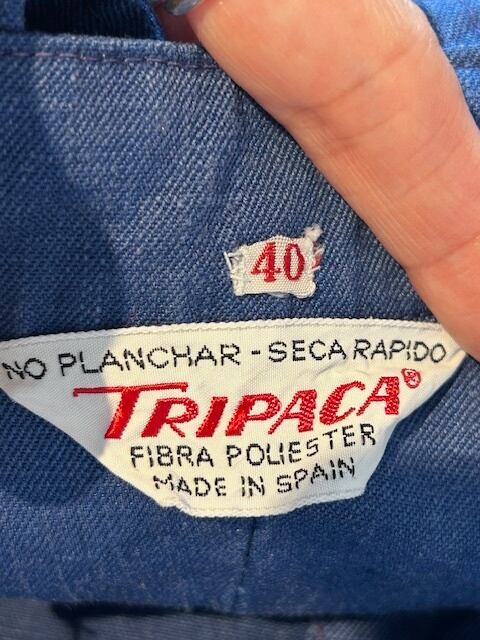 40
NO PLANCHAR - SECA RAPIDO
TRIPACA®
FIBRA POLIESTER
MADE IN SPAIN